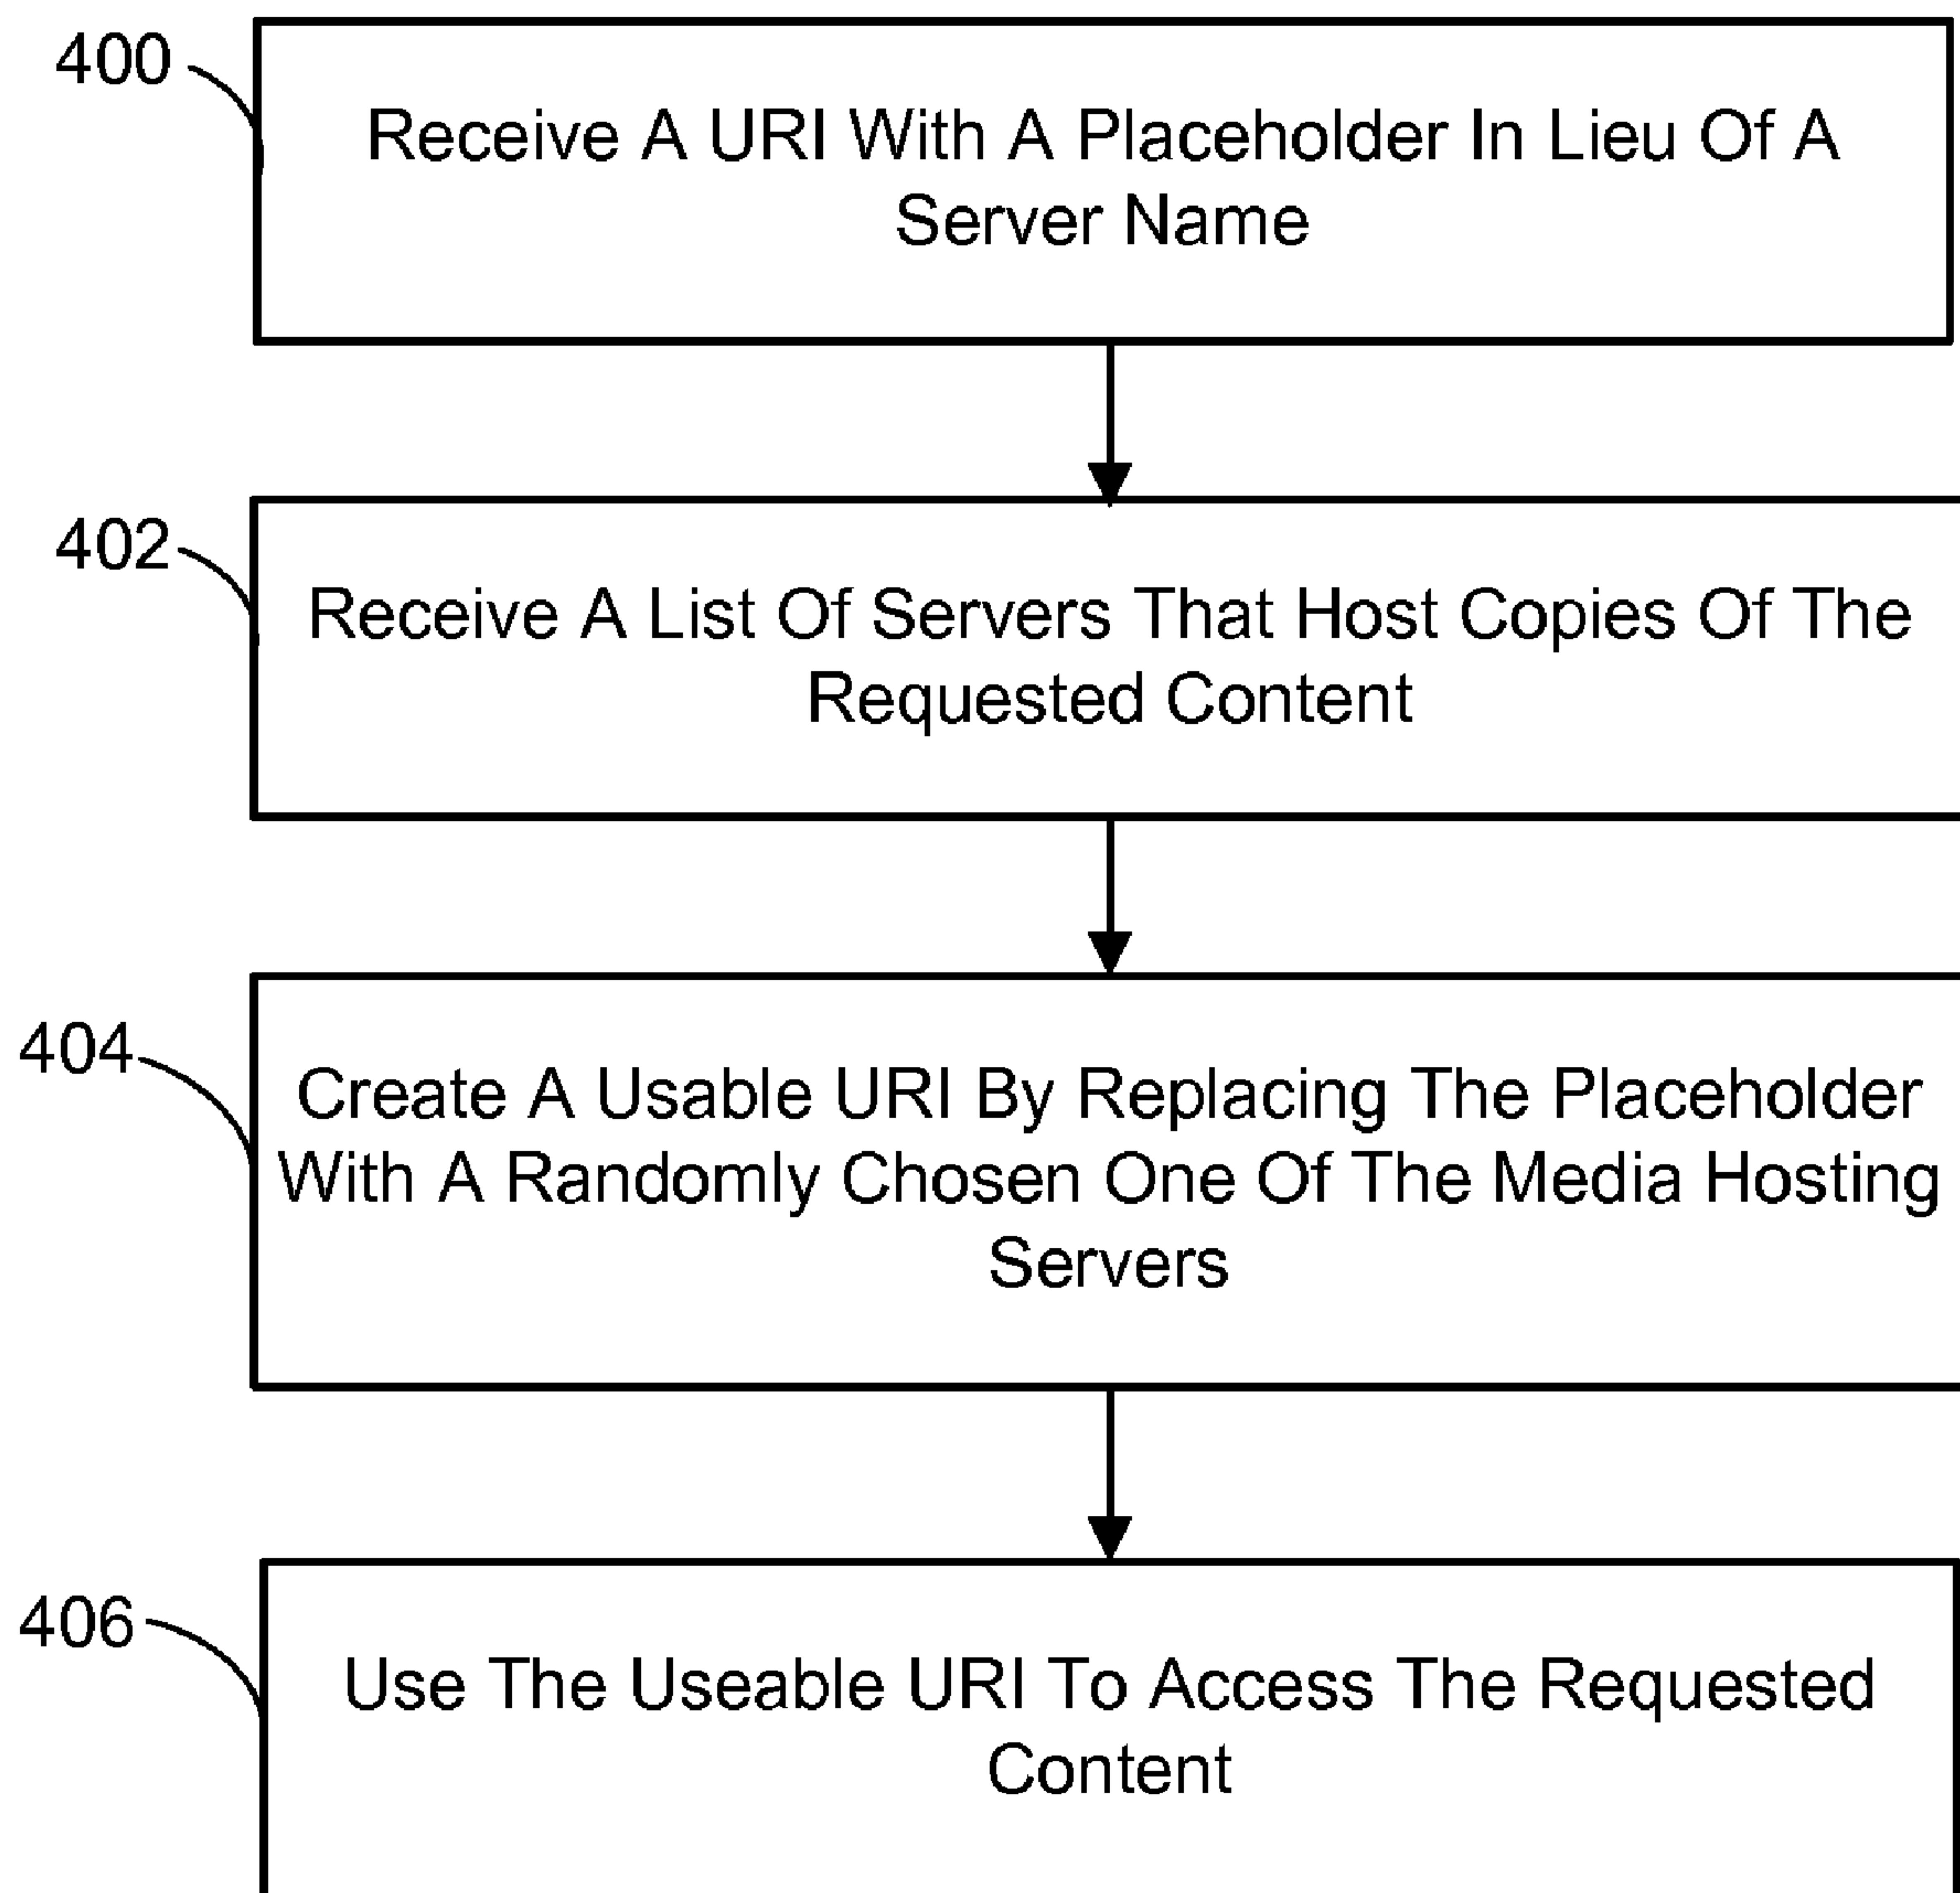 400
Receive A URI With A Placeholder In Lieu Of A
Server Name
402
Receive A List Of Servers That Host Copies Of The
Requested Content
404
Create A Usable URI By Replacing The Placeholder
With A Randomly Chosen One Of The Media Hosting
Servers
406
Use The Useable URI To Access The Requested
Content